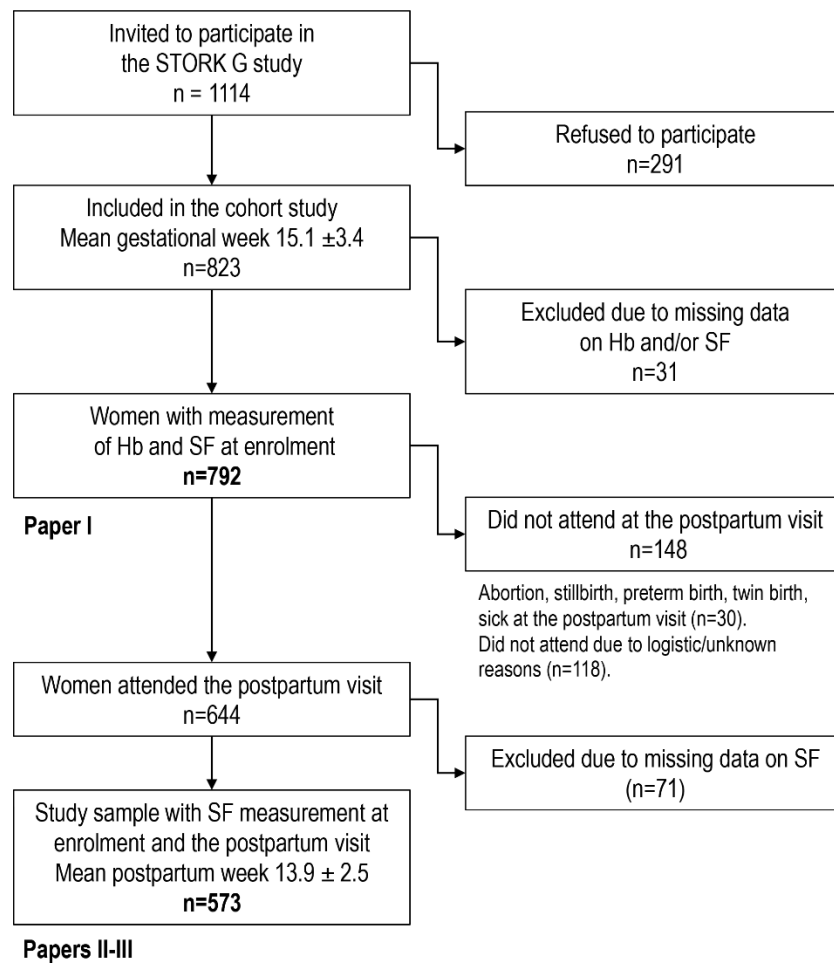 Invited to participate in
the STORK G study
n = 1114
Refused to participate
n=291
Included in the cohort study
Mean gestational week 15.1 ±3.4
n=823
Excluded due to missing data
on Hb and/or SF
n=31
Women with measurement
of Hb and SF at enrolment
n=792
Paper I
Did not attend at the postpartum visit
n=148
Abortion, stillbirth, preterm birth, twin birth,
sick at the postpartum visit (n=30).
Did not attend due to logistic/unknown
reasons (n=118).
Women attended the postpartum visit
n=644
Excluded due to missing data on SF
(n=71)
Study sample with SF measurement at
enrolment and the postpartum visit
Mean postpartum week 13.9 ± 2.5
n=573
Papers II-III